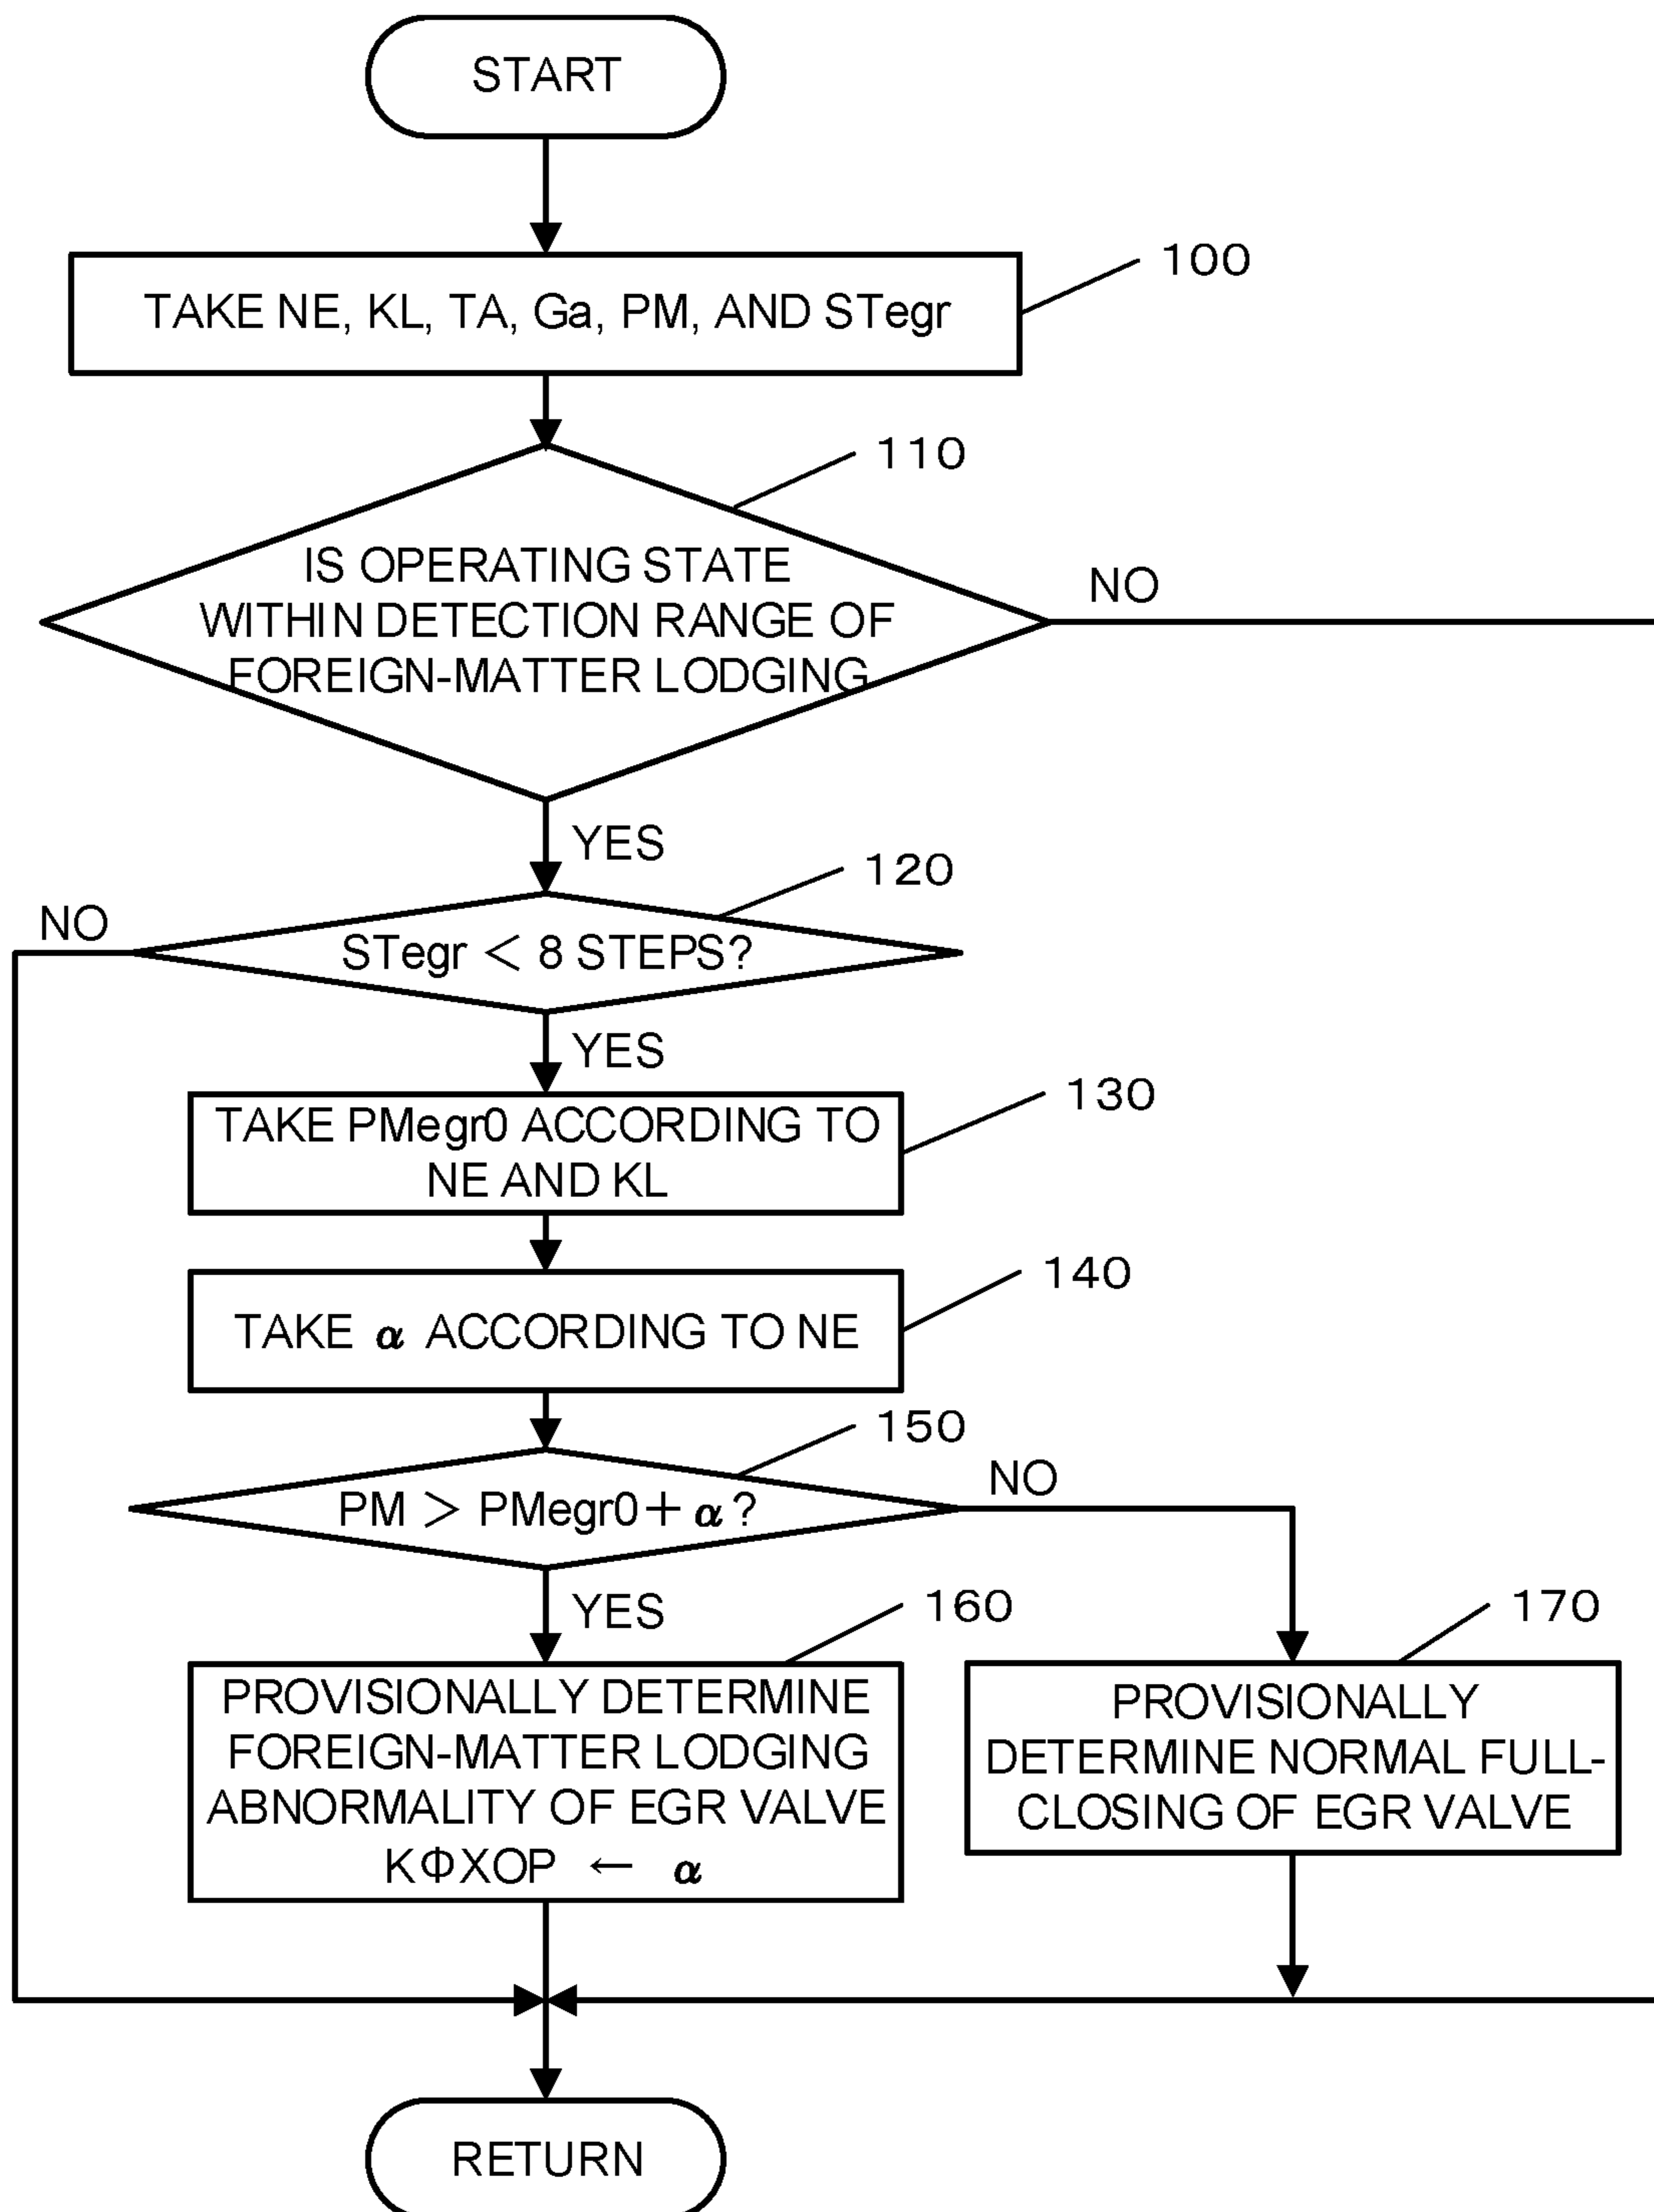 START
TAKE NE, KL, TA, Ga, PM, AND STegr
100
110
IS OPERATING STATE
WITHIN DETECTION RANGE OF
FOREIGN-MATTER LODGING
NO
YES
120
NO
STegr < 8 STEPS?
YES
130
TAKE PMegr0 ACCORDING TO
NE AND KL
140
TAKE α ACCORDING TO NE
150
PM > PMegr0+α?
NO
YES
160
PROVISIONALLY DETERMINE
FOREIGN-MATTER LODGING
ABNORMALITY OF EGR VALVE
KΦXOP ← α
170
PROVISIONALLY
DETERMINE NORMAL FULL-
CLOSING OF EGR VALVE
RETURN